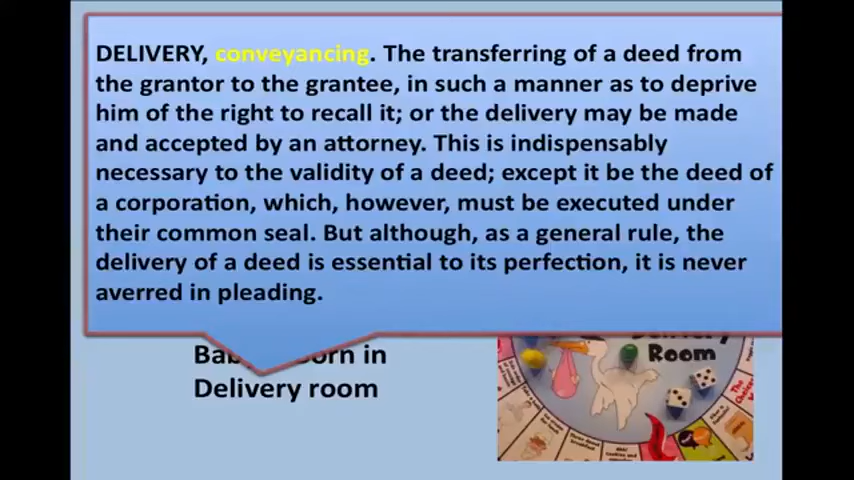 DELIVERY, conveyancing. The transferring of a deed from
the grantor to the grantee, in such a manner as to deprive
him of the right to recall it; or the delivery may be made
and accepted by an attorney. This is indispensably
necessary to the validity of a deed; except it be the deed of
a corporation, which, however, must be executed under
their common seal. But although, as a general rule, the
delivery of a deed is essential to its perfection, it is never
averred in pleading.
in
Delivery room
Room